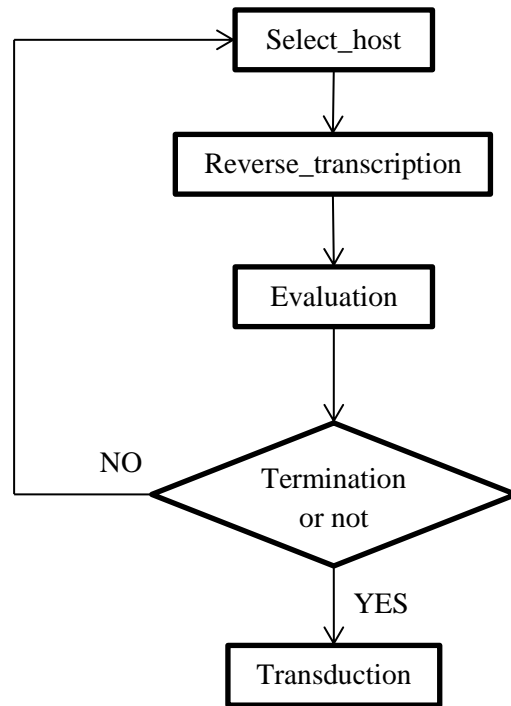 Select_host
Reverse_transcription
Evaluation
NO
Termination
or not
YES
Transduction